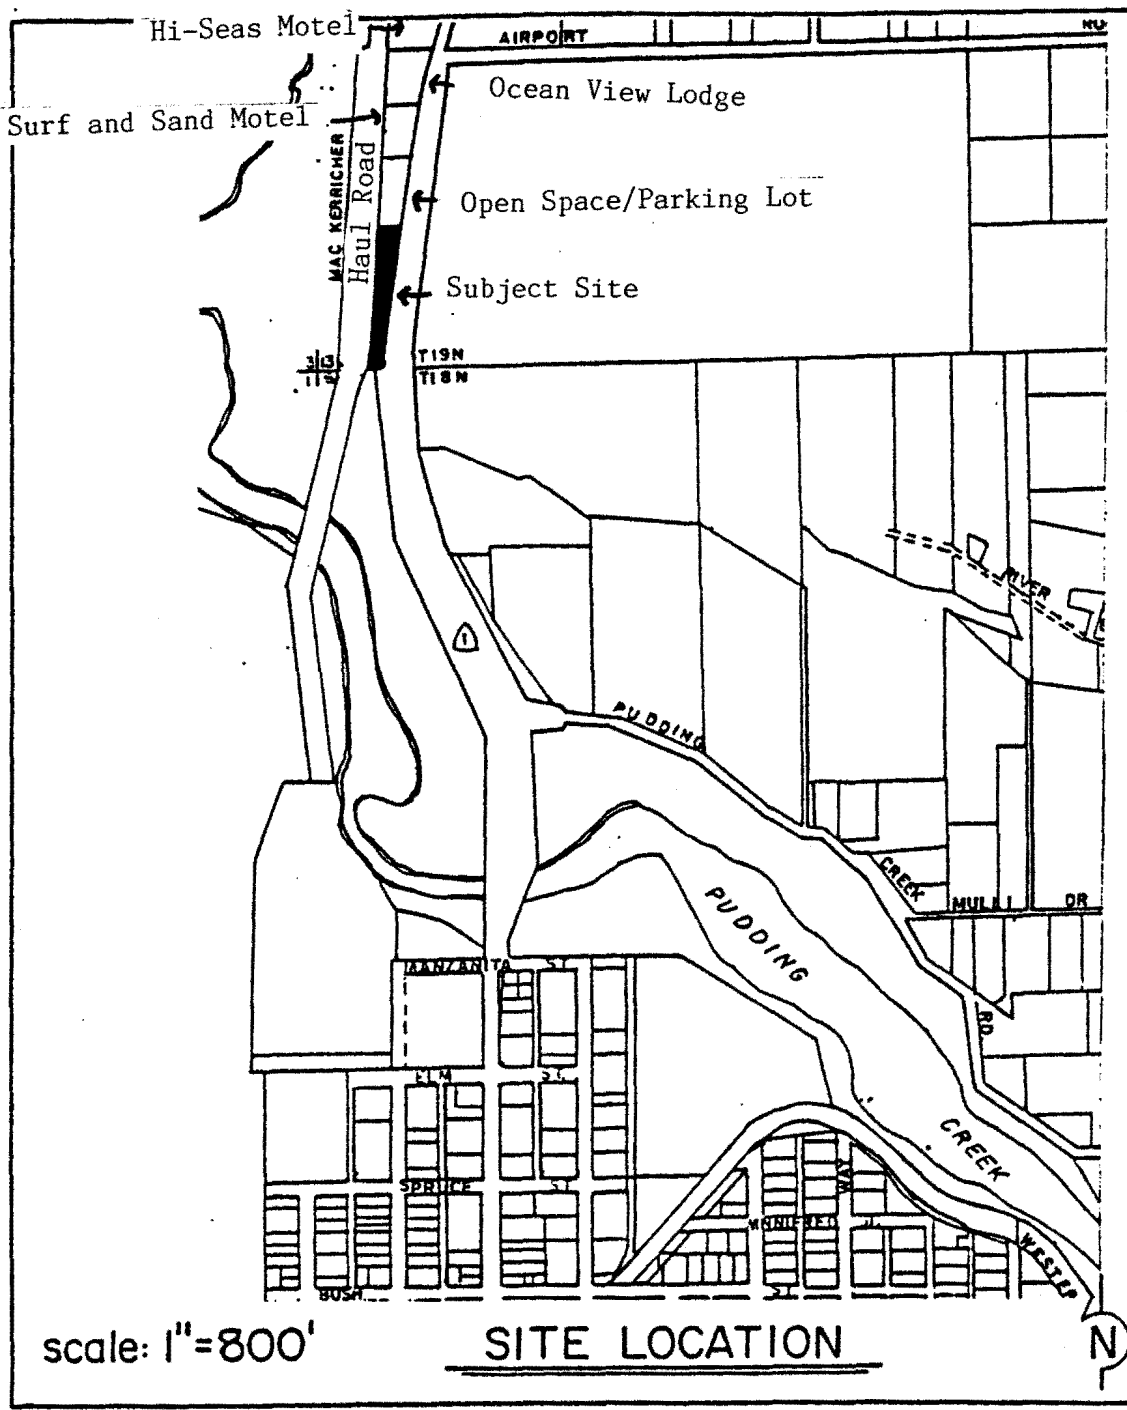 Hi-Seas Motel
AIRPORT
Ocean View Lodge
Surf and Sand Motel
MAC KERRICHER
Haul Road
Open Space/Parking Lot
Subject Site
T19N
T18N
1
RIVER
PUDDING
CREEK
DR
RD
PUDDING
CREEK
MANZANITA ST
ELM ST
SPRUCE ST
WAY
BUSH ST
scale: 1"=800'
SITE LOCATION
N